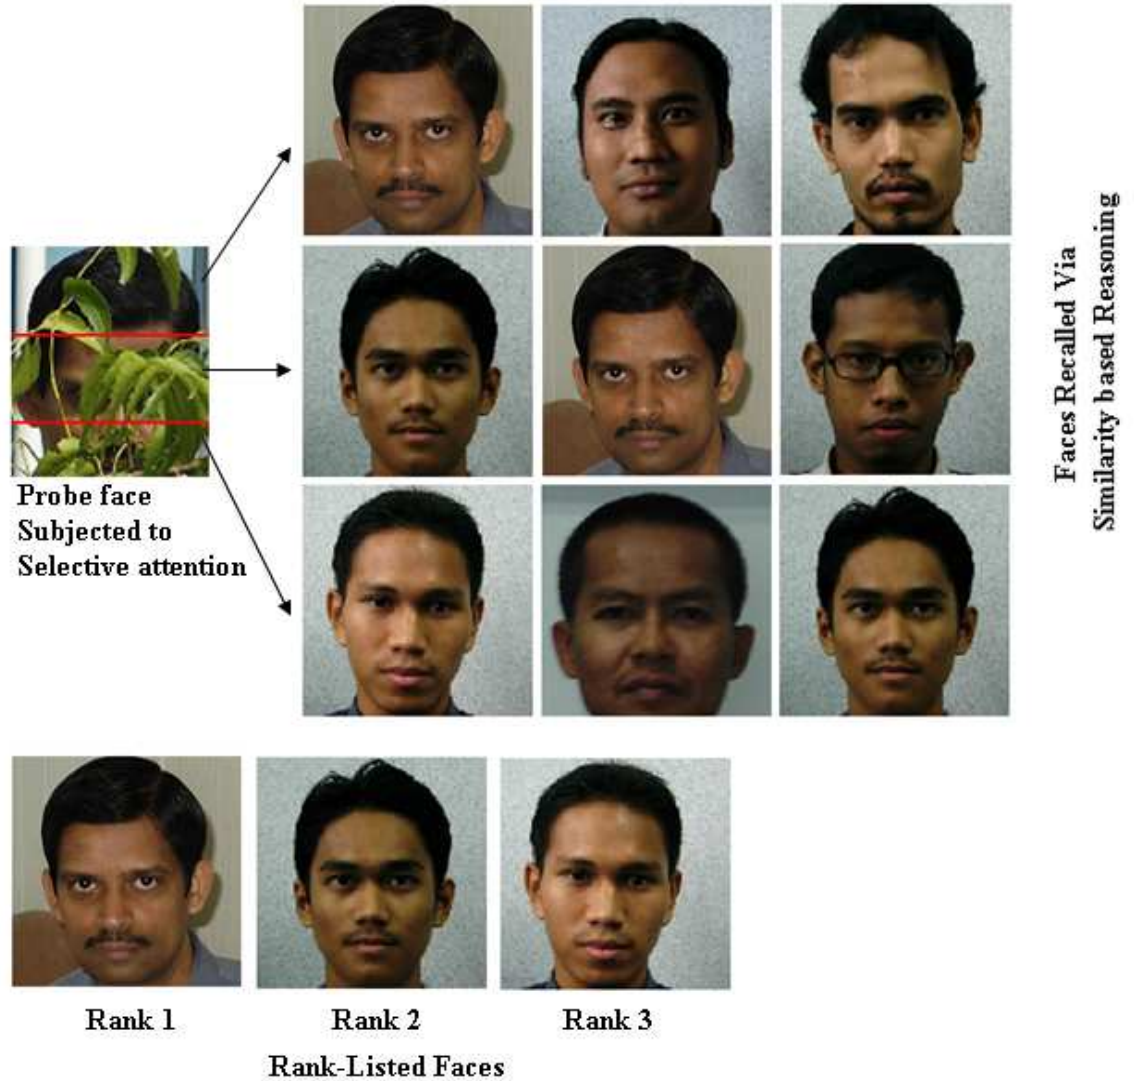 Probe face
Subjected to
Selective attention
Faces Recalled Via
Similarity based Reasoning
Rank 1
Rank 2
Rank 3
Rank-Listed Faces